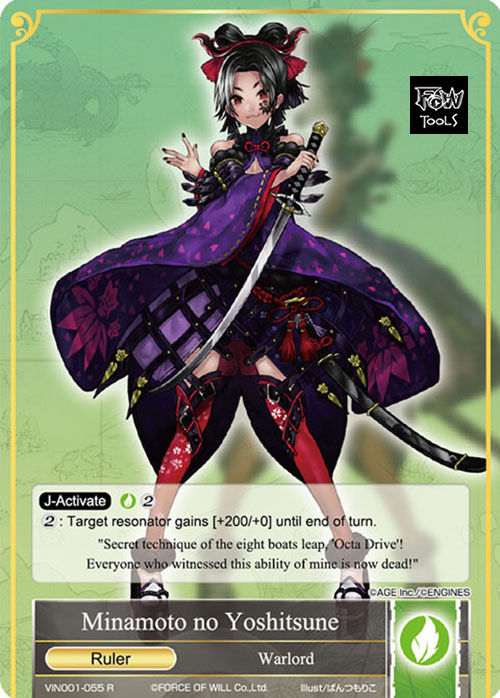 FOW
TOOLS
J-Activate 2
2 : Target resonator gains [+200/+0] until end of turn.
"Secret technique of the eight boats leap, 'Octa Drive'!
Everyone who witnessed this ability of mine is now dead!"
©AGE Inc./©ENGINES
Minamoto no Yoshitsune
Ruler Warlord
VIN001-055 R ©FORCE OF WILL Co.,Ltd. Illust/ぱんつもりこ